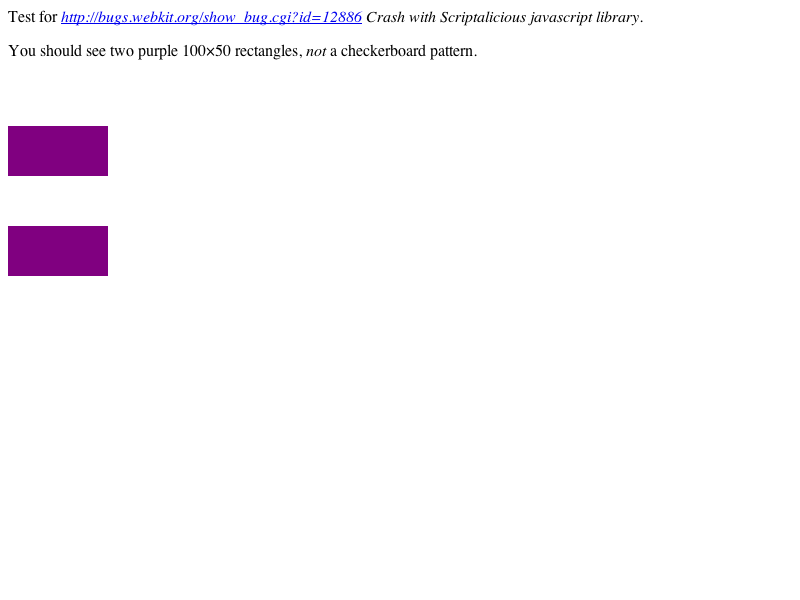 Test for http://bugs.webkit.org/show_bug.cgi?id=12886 Crash with Scriptalicious javascript library.
You should see two purple 100×50 rectangles, not a checkerboard pattern.